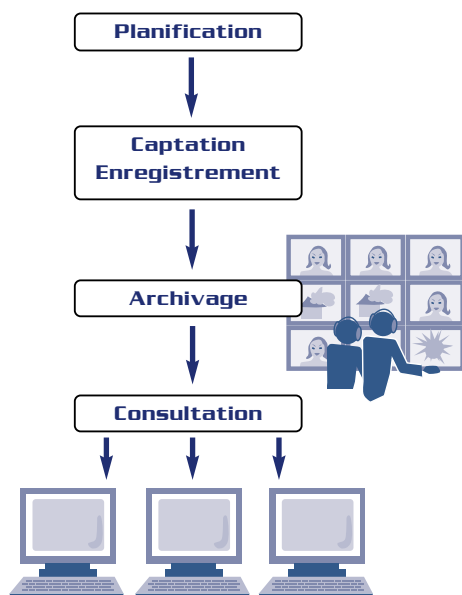 Planification
Captation
Enregistrement
Archivage
Consultation